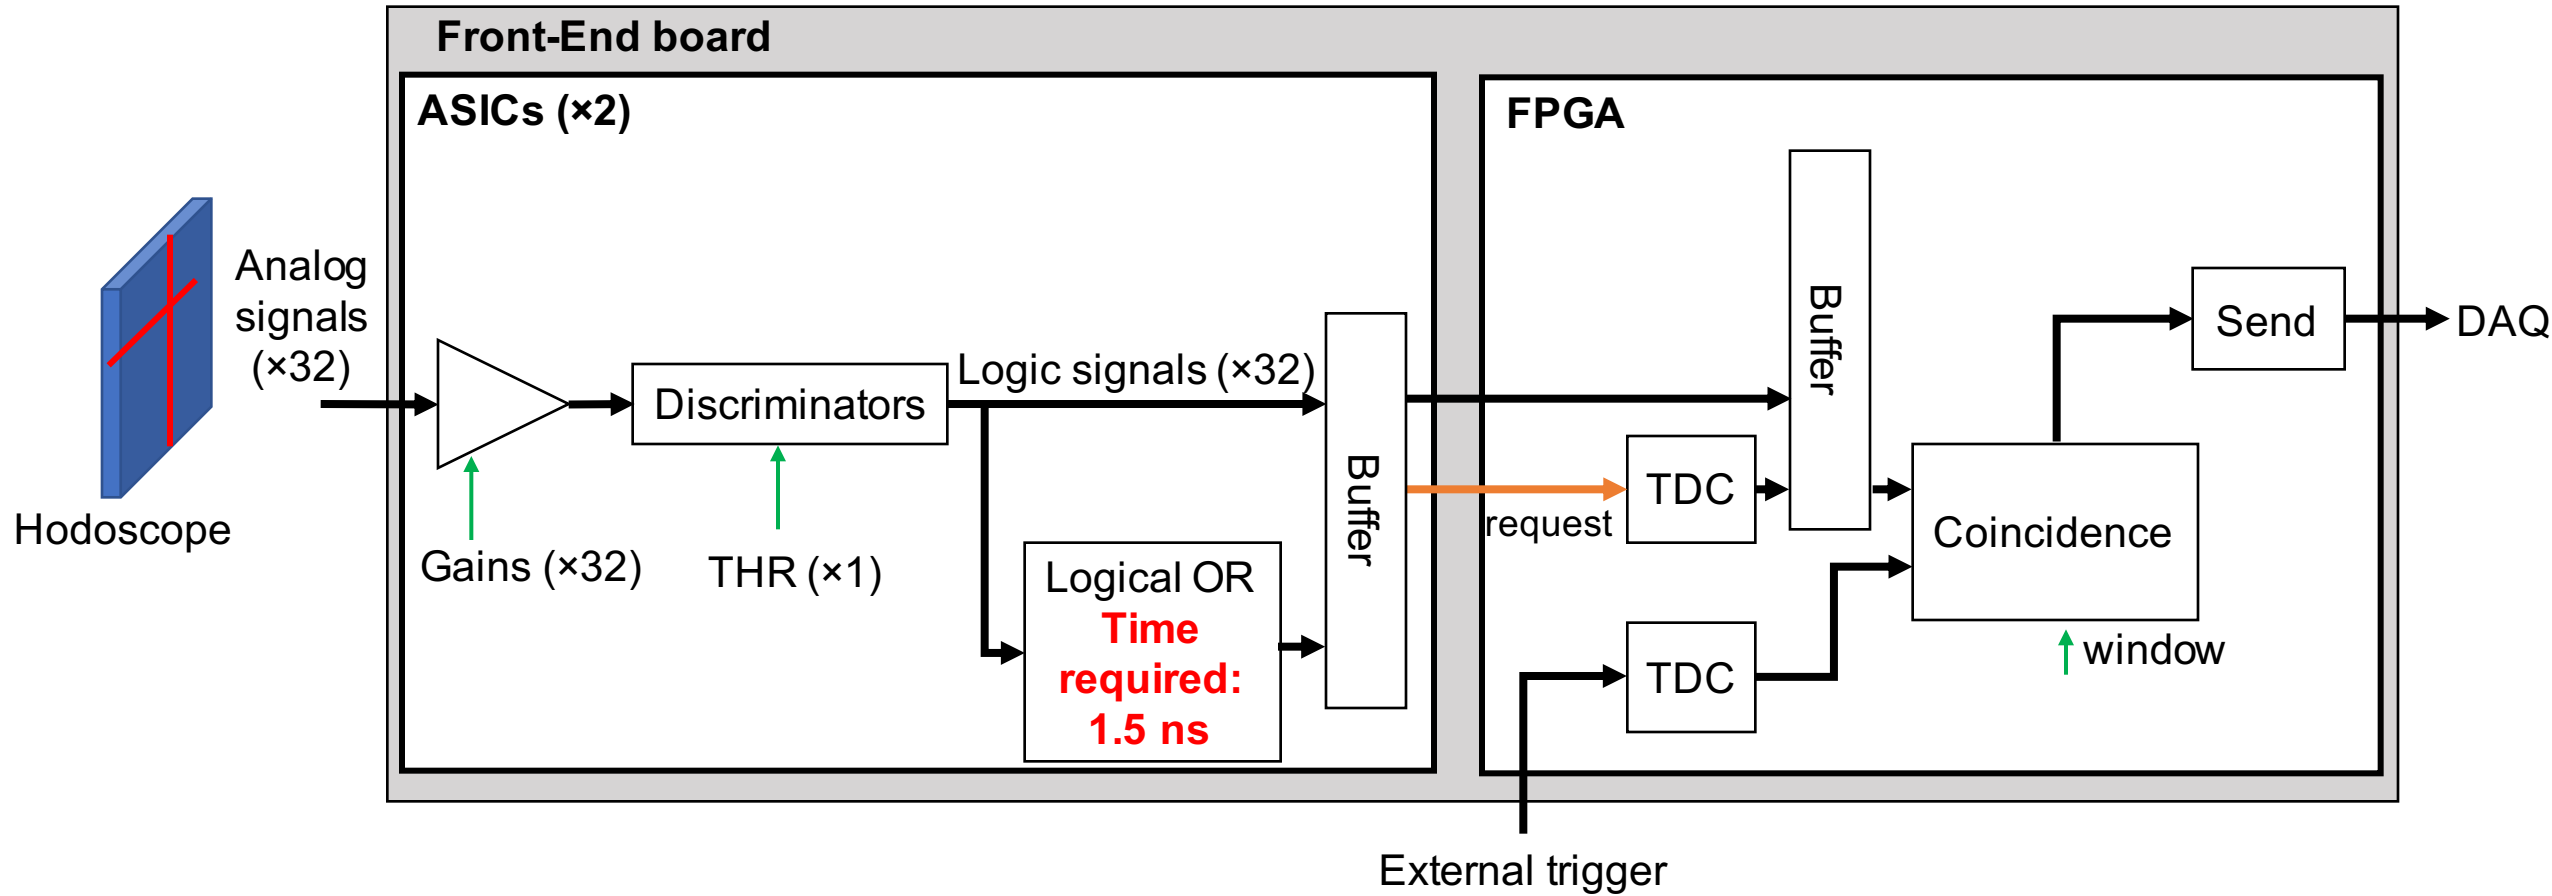 Front-End board
ASICs (×2)
FPGA
Analog
signals
(×32)
Hodoscope
Gains (×32)
Discriminators
THR (×1)
Logic signals (×32)
Logical OR
Time
required:
1.5 ns
Buffer
request
TDC
TDC
Buffer
Coincidence
window
Send
DAQ
External trigger